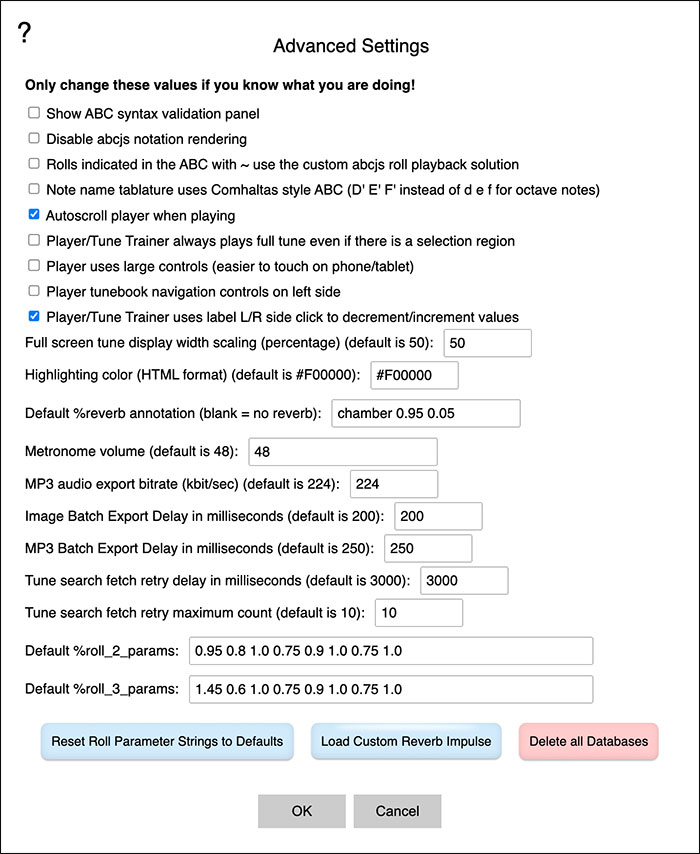 ?
Advanced Settings
Only change these values if you know what you are doing!
Show ABC syntax validation panel
Disable abcjs notation rendering
Rolls indicated in the ABC with ~ use the custom abcjs roll playback solution
Note name tablature uses Comhaltas style ABC (D' E' F' instead of d e f for octave notes)
Autoscroll player when playing
Player/Tune Trainer always plays full tune even if there is a selection region
Player uses large controls (easier to touch on phone/tablet)
Player tunebook navigation controls on left side
Player/Tune Trainer uses label L/R side click to decrement/increment values
Full screen tune display width scaling (percentage) (default is 50): 50
Highlighting color (HTML format) (default is #F00000): #F00000
Default %reverb annotation (blank = no reverb): chamber 0.95 0.05
Metronome volume (default is 48): 48
MP3 audio export bitrate (kbit/sec) (default is 224): 224
Image Batch Export Delay in milliseconds (default is 200): 200
MP3 Batch Export Delay in milliseconds (default is 250): 250
Tune search fetch retry delay in milliseconds (default is 3000): 3000
Tune search fetch retry maximum count (default is 10): 10
Default %roll_2_params: 0.95 0.8 1.0 0.75 0.9 1.0 0.75 1.0
Default %roll_3_params: 1.45 0.6 1.0 0.75 0.9 1.0 0.75 1.0
Reset Roll Parameter Strings to Defaults Load Custom Reverb Impulse Delete all Databases
OK Cancel